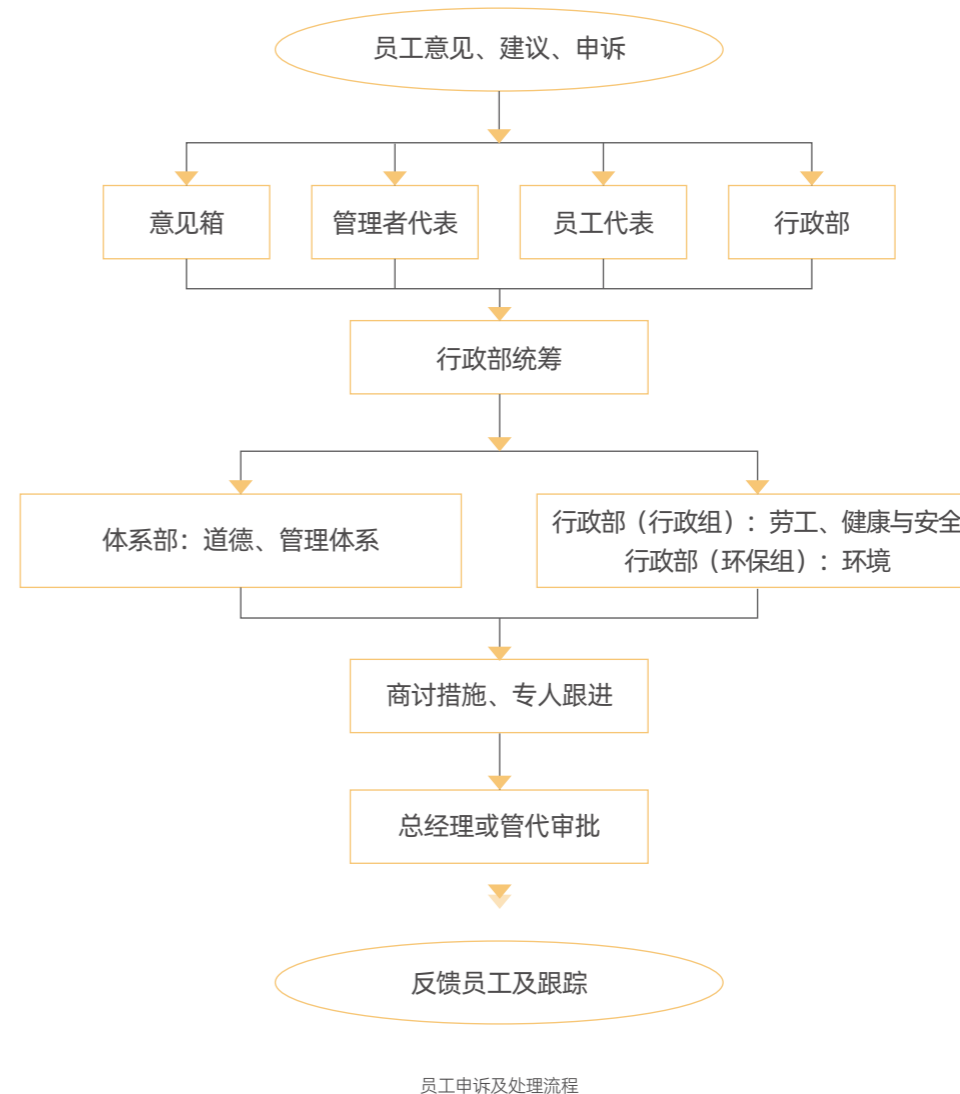 员工意见、建议、申诉
意见箱
管理者代表
员工代表
行政部
行政部统筹
体系部：道德、管理体系
行政部（行政组）：劳工、健康与安全
行政部（环保组）：环境
商讨措施、专人跟进
总经理或管代审批
反馈员工及跟踪
员工申诉及处理流程